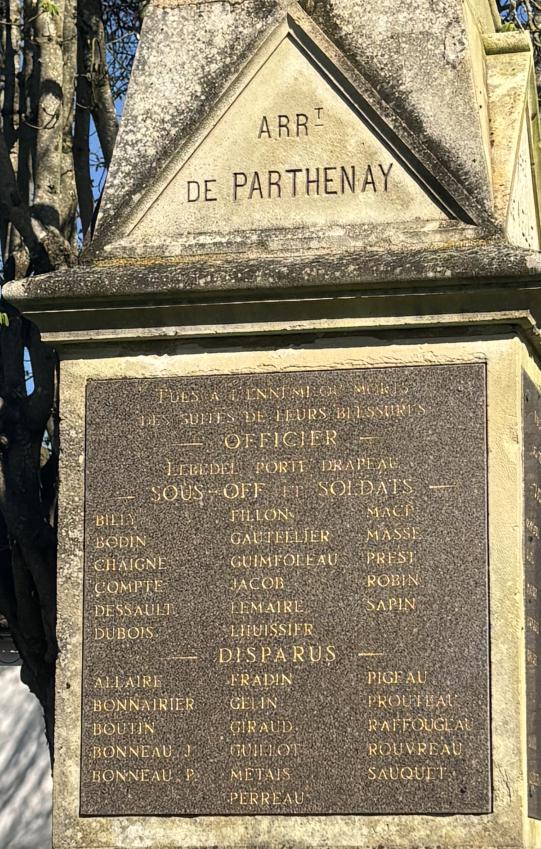 ARRT
DE PARTHENAY
TUÉS À L'ENNEMI OU MORTS
DES SUITES DE LEURS BLESSURES
— OFFICIER —
LEBEDEL PORTE DRAPEAU
— SOUS-OFF ET SOLDATS —
BILLY FILLON MACÉ
BODIN GAUTELLIER MASSÉ
CHAIGNE GUIMFOLEAU PREST
COMPTE JACOB ROBIN
DESSAULT LEMAIRE SAPIN
DUBOIS LHUISSIER
— DISPARUS —
ALLAIRE FRADIN PIGEAU
BONNAIRIER GELIN PROUTEAU
BOUTIN GIRAUD RAFFOUGEAU
BONNEAU J. GUILLOT ROUVREAU
BONNEAU P. METAIS SAUQUET
PERREAU